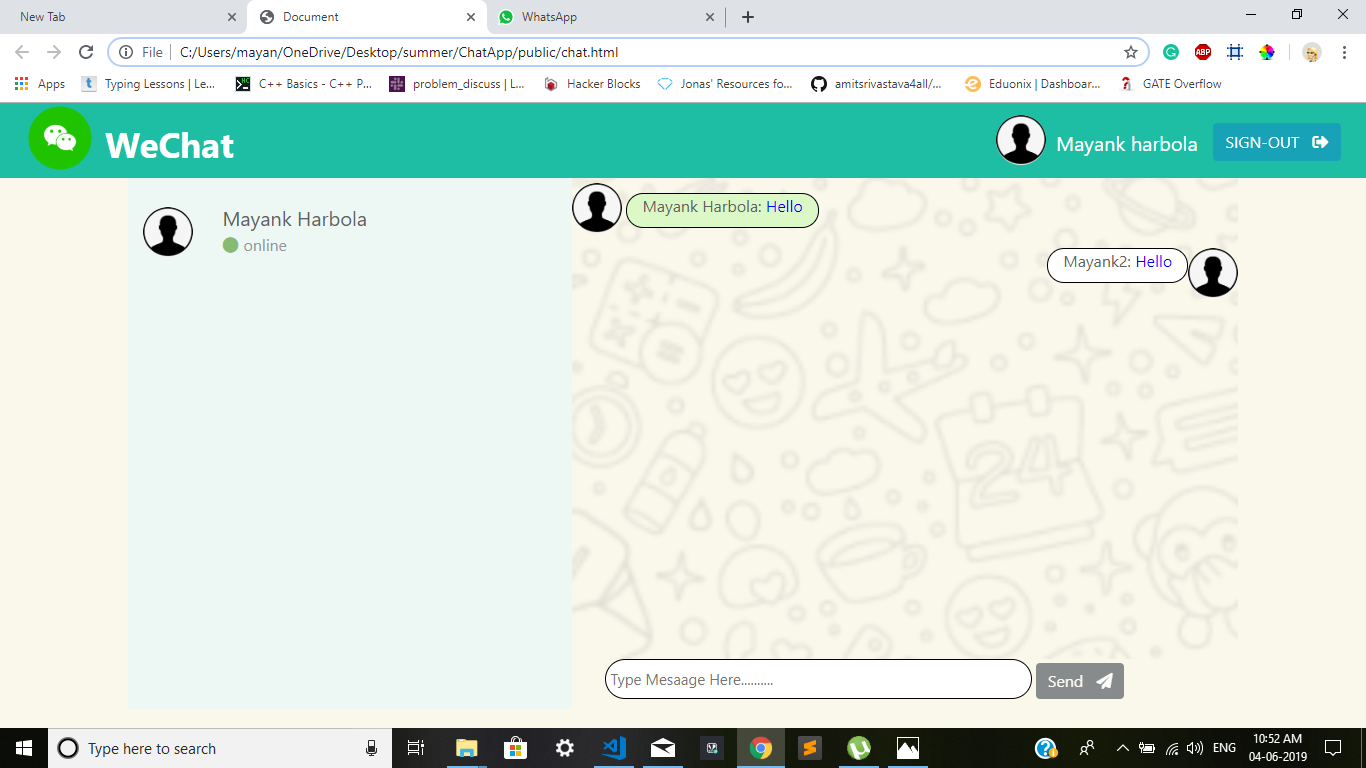 New Tab
Document
WhatsApp
File
C:/Users/mayan/OneDrive/Desktop/summer/ChatApp/public/chat.html
ABP
Apps
t
Typing Lessons | Le...
HC
C++ Basics - C++ P...
problem_discuss | L...
Hacker Blocks
Jonas' Resources fo...
amitsrivastava4all/...
Eduonix | Dashboar...
GATE Overflow
WeChat
Mayank harbola
SIGN-OUT
Mayank Harbola
online
Mayank Harbola: Hello
Mayank2: Hello
24
Type Mesaage Here..........
Send
Type here to search
ENG
10:52 AM
04-06-2019